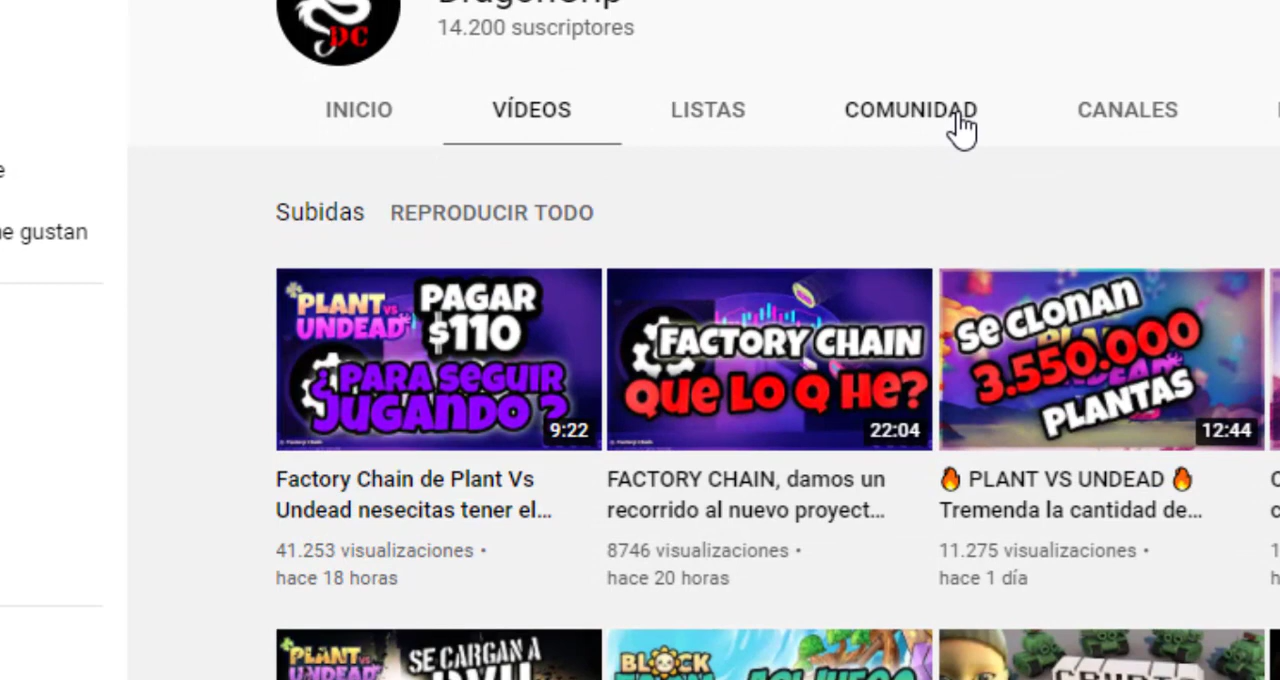 DC
14.200 suscriptores
INICIO
VÍDEOS
LISTAS
COMUNIDAD
CANALES
e
ne gustan
Subidas
REPRODUCIR TODO
PLANT VS UNDEAD
PAGAR
$110
¿PARA SEGUIR
JUGANDO?
9:22
FACTORY CHAIN
QUE LO Q HE?
22:04
SE CLONAN
3.550.000
PLANTAS
12:44
Factory Chain de Plant Vs
Undead nesecitas tener el...
41.253 visualizaciones •
hace 18 horas
FACTORY CHAIN, damos un
recorrido al nuevo proyect...
8746 visualizaciones •
hace 20 horas
🔥 PLANT VS UNDEAD 🔥
Tremenda la cantidad de...
11.275 visualizaciones •
hace 1 día
PLANT VS
UNDEAD
SE CARGAN A
BLOCK